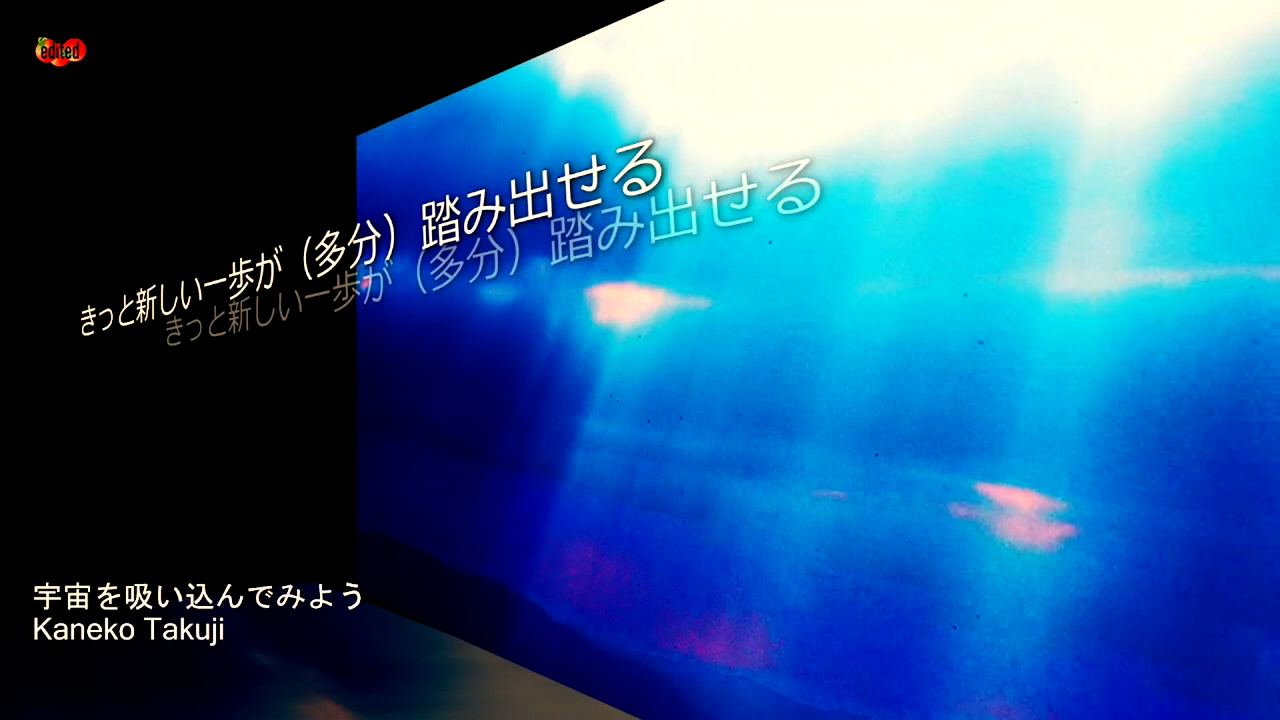 edited
きっと新しい一歩が（多分）踏み出せる
きっと新しい一歩が（多分）踏み出せる
宇宙を吸い込んでみよう
Kaneko Takuji